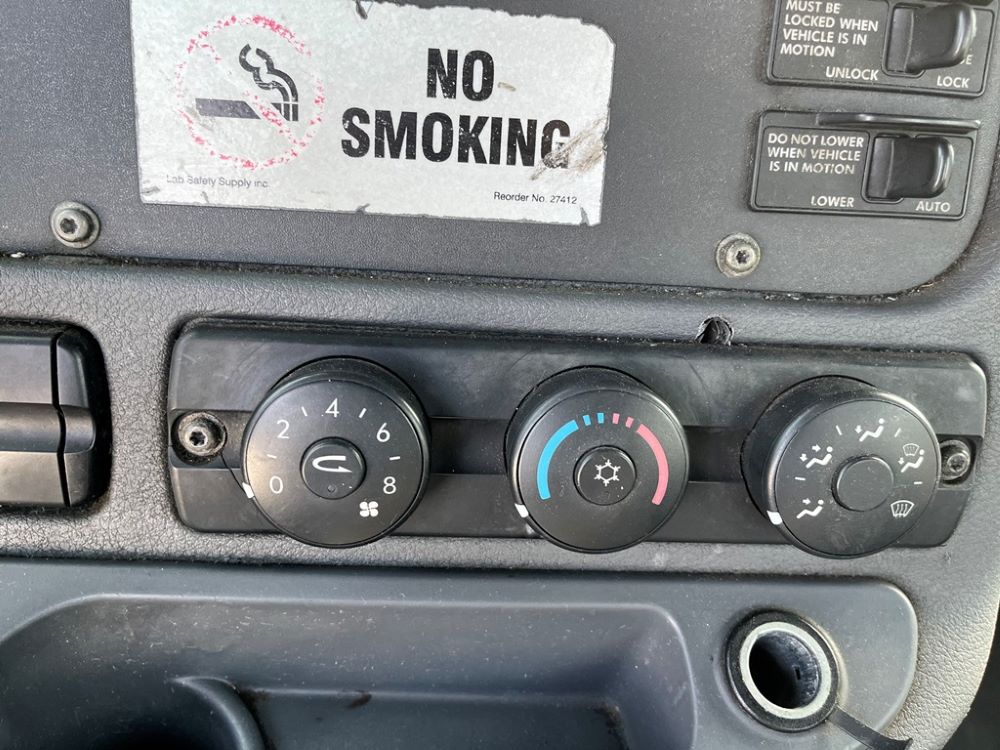 NO
SMOKING
Lab Safety Supply Inc.
Reorder No. 27412
MUST BE
LOCKED WHEN
VEHICLE IS IN
MOTION
UNLOCK
LOCK
DO NOT LOWER
WHEN VEHICLE
IS IN MOTION
LOWER
AUTO
0
2
4
6
8